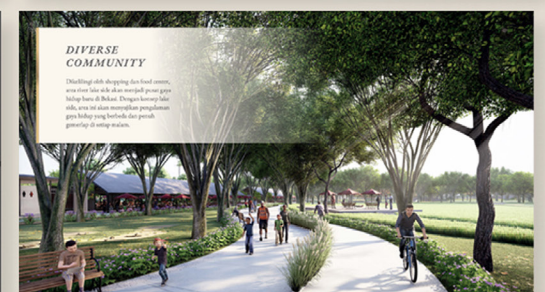 DIVERSE
COMMUNITY
Dikelilingi oleh shopping dan food center,
area river lake side akan menjadi pusat gaya
hidup baru di Bekasi. Dengan konsep lake
side, area ini akan menyajikan pengalaman
gaya hidup yang berbeda dan penuh
gemerlap di setiap malam.